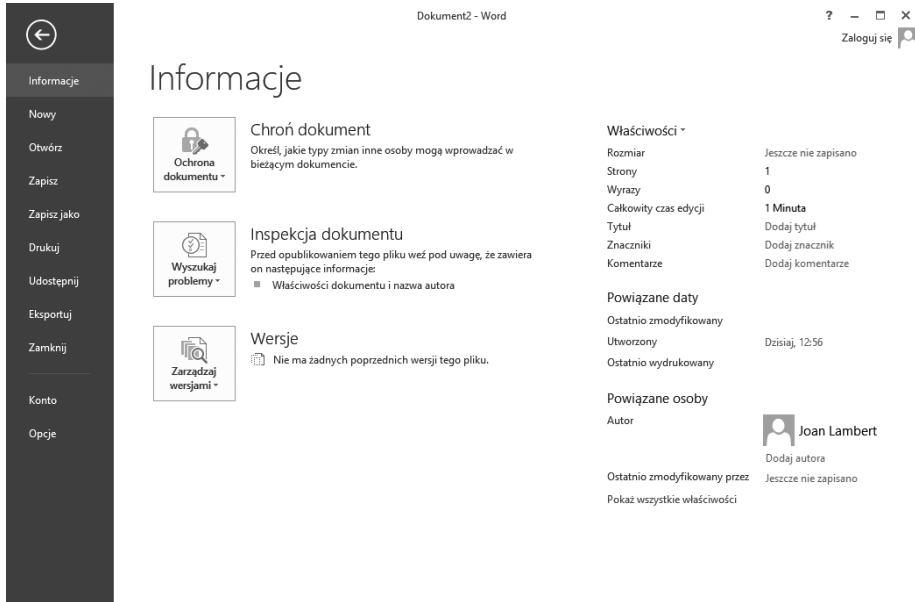 Dokument2 - Word
?
Zaloguj się
Informacje
Nowy
Otwórz
Zapisz
Zapisz jako
Drukuj
Udostępnij
Eksportuj
Zamknij
Konto
Opcje
Informacje
Ochrona
dokumentu
Chroń dokument
Określ, jakie typy zmian inne osoby mogą wprowadzać w
bieżącym dokumencie.
Wyszukaj
problemy
Inspekcja dokumentu
Przed opublikowaniem tego pliku weź pod uwagę, że zawiera
on następujące informacje:
Właściwości dokumentu i nazwa autora
Zarządzaj
wersjami
Wersje
Nie ma żadnych poprzednich wersji tego pliku.
Właściwości
Rozmiar Jeszcze nie zapisano
Strony 1
Wyrazy 0
Całkowity czas edycji 1 Minuta
Tytuł Dodaj tytuł
Znaczniki Dodaj znacznik
Komentarze Dodaj komentarze
Powiązane daty
Ostatnio zmodyfikowany
Utworzony Dzisiaj, 12:56
Ostatnio wydrukowany
Powiązane osoby
Autor Joan Lambert
Dodaj autora
Ostatnio zmodyfikowany przez Jeszcze nie zapisano
Pokaż wszystkie właściwości